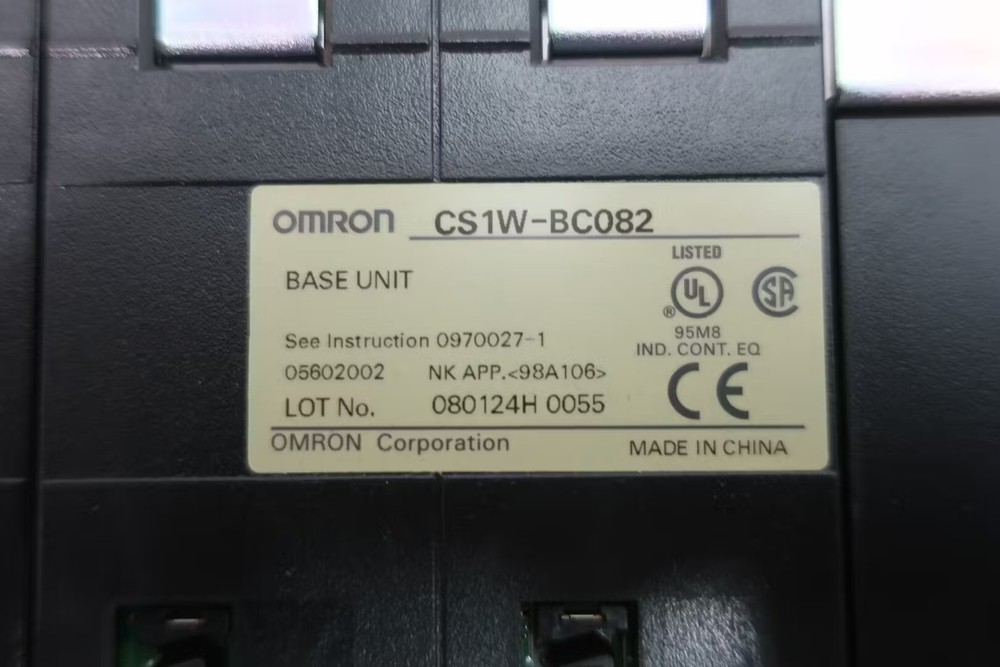 OMRON CS1W-BC082
LISTED
BASE UNIT
UL
SA
®
95M8
See Instruction 0970027-1
IND. CONT. EQ
05602002 NK APP.<98A106>
CE
LOT No. 080124H 0055
OMRON Corporation
MADE IN CHINA